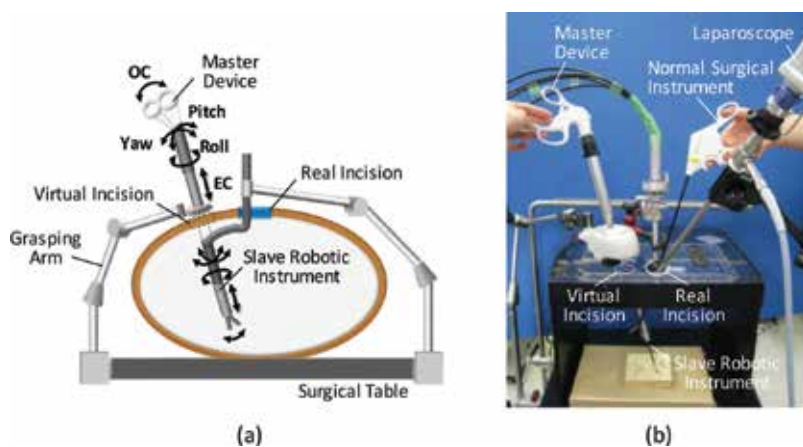 OC
Master
Device
Pitch
Yaw
Roll
EC
Virtual Incision
Real Incision
Grasping
Arm
Slave Robotic
Instrument
Surgical Table
(a)
Master
Device
Laparoscope
Normal Surgical
Instrument
Virtual
Incision
Real
Incision
Slave Robotic
Instrument
(b)